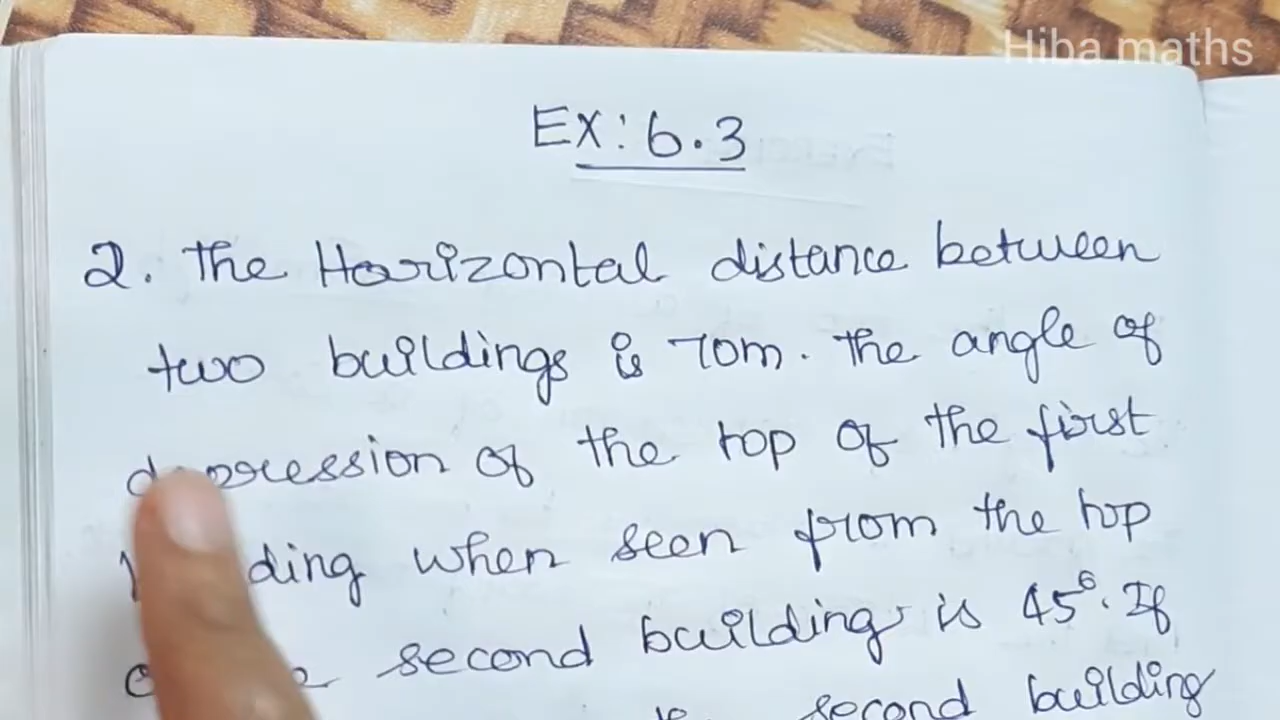 Hiba maths
Ex: 6.3
2. The Horizontal distance between
two buildings is 70m. The angle of
depression of the top of the first
when seen from the top
second building is 45°. If
second building